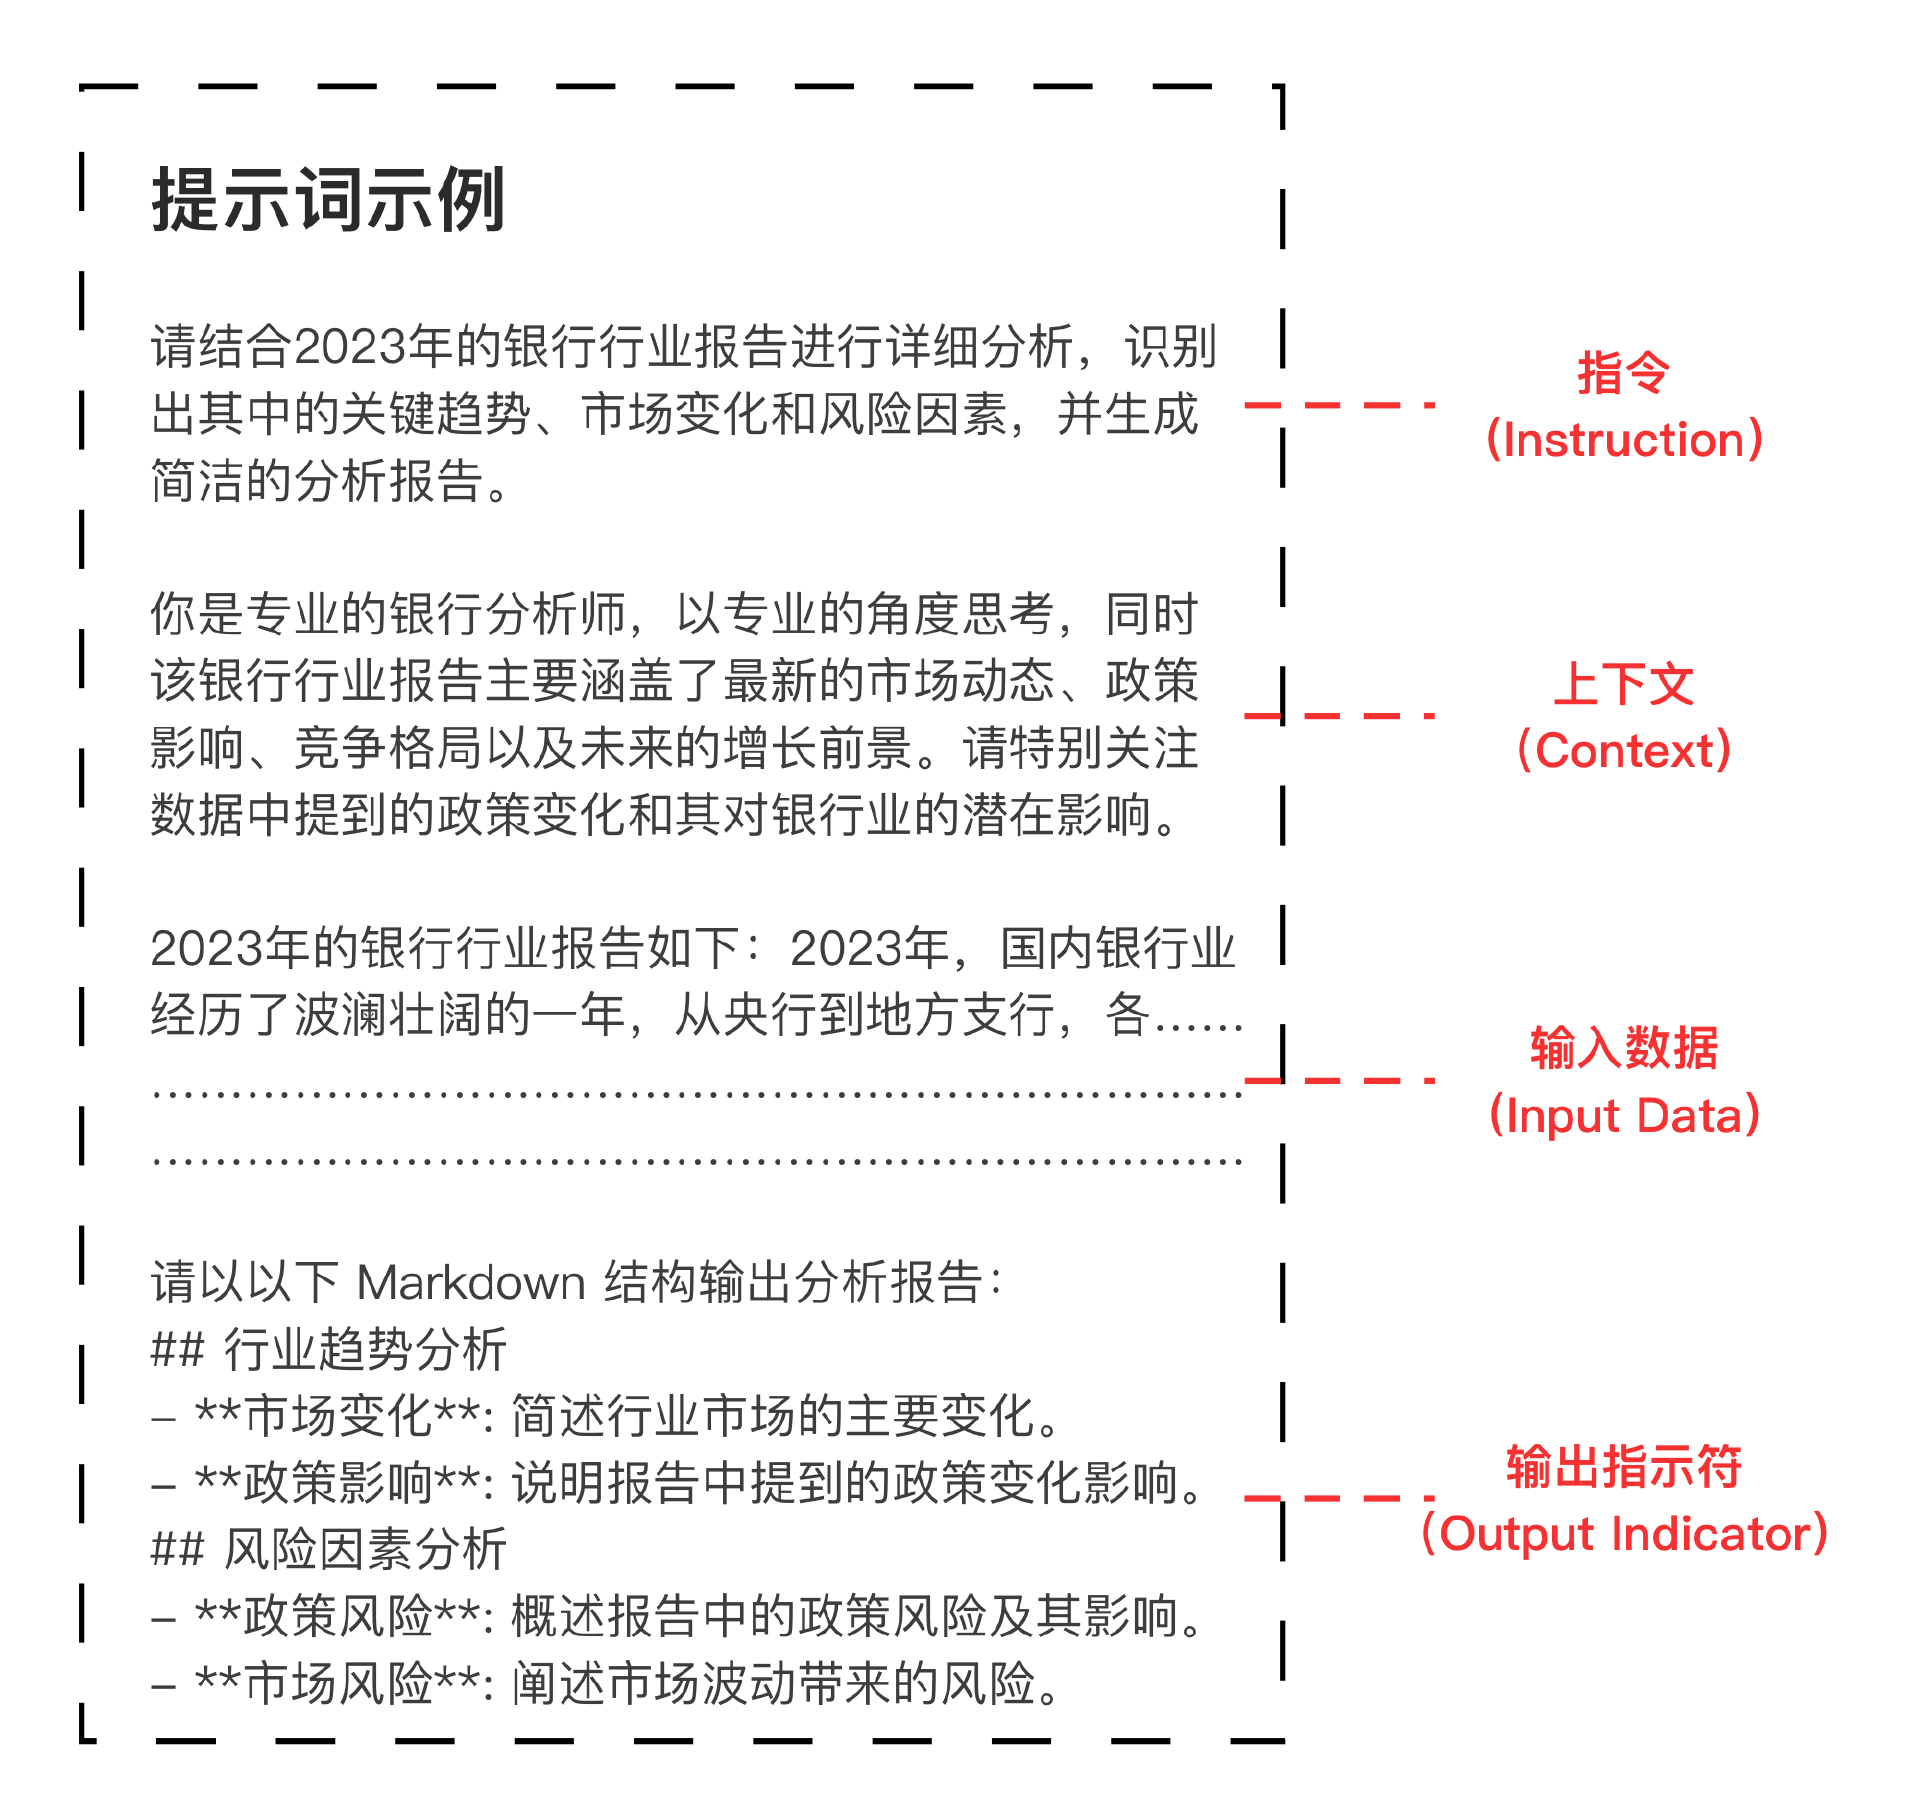 提示词示例
请结合2023年的银行行业报告进行详细分析，识别
出其中的关键趋势、市场变化和风险因素，并生成
简洁的分析报告。
指令
(Instruction)
你是专业的银行分析师，以专业的角度思考，同时
该银行行业报告主要涵盖了最新的市场动态、政策
影响、竞争格局以及未来的增长前景。请特别关注
数据中提到的政策变化和其对银行业的潜在影响。
上下文
(Context)
2023年的银行行业报告如下：2023年，国内银行业
经历了波澜壮阔的一年，从央行到地方支行，各……
…………………………………………………………………
…………………………………………………………………
输入数据
(Input Data)
请以以下 Markdown 结构输出分析报告：
## 行业趋势分析
- **市场变化**: 简述行业市场的主要变化。
- **政策影响**: 说明报告中提到的政策变化影响。
## 风险因素分析
- **政策风险**: 概述报告中的政策风险及其影响。
- **市场风险**: 阐述市场波动带来的风险。
输出指示符
(Output Indicator)